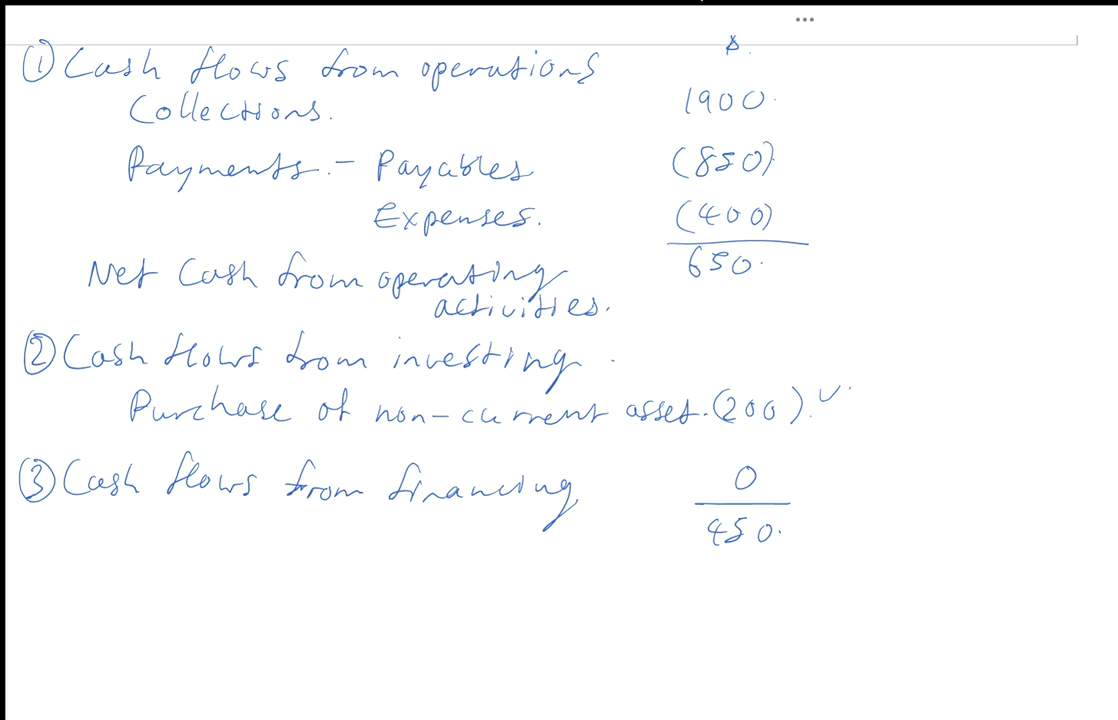 $
① Cash flows from operations
Collections. 1900.
Payments. - Payables (850)
Expenses. (400)
Net Cash from operating 650.
activities.
② Cash flows from investing.
Purchase of non-current asset. (200). ✓
③ Cash flows from financing. 0
450.